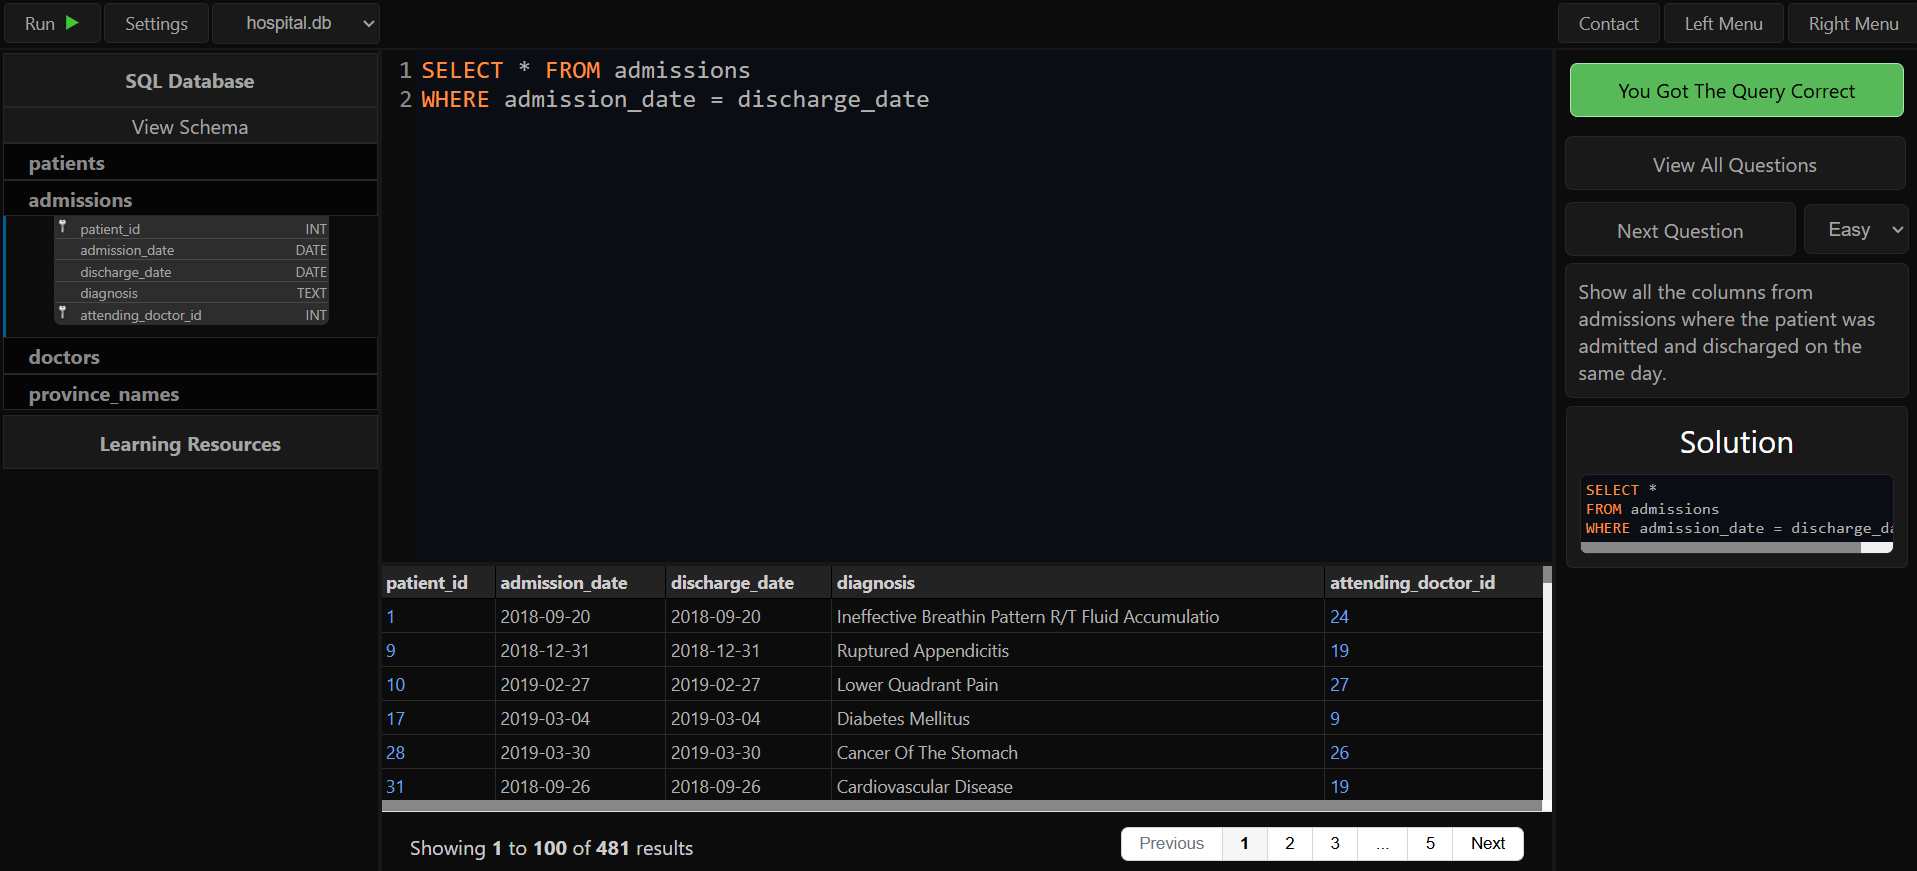 Run
Settings
hospital.db
Contact
Left Menu
Right Menu
SQL Database
View Schema
patients
admissions
patient_id INT
admission_date DATE
discharge_date DATE
diagnosis TEXT
attending_doctor_id INT
doctors
province_names
Learning Resources
1 SELECT * FROM admissions
2 WHERE admission_date = discharge_date
patient_id admission_date discharge_date diagnosis attending_doctor_id
1 2018-09-20 2018-09-20 Ineffective Breathin Pattern R/T Fluid Accumulatio 24
9 2018-12-31 2018-12-31 Ruptured Appendicitis 19
10 2019-02-27 2019-02-27 Lower Quadrant Pain 27
17 2019-03-04 2019-03-04 Diabetes Mellitus 9
28 2019-03-30 2019-03-30 Cancer Of The Stomach 26
31 2018-09-26 2018-09-26 Cardiovascular Disease 19
Showing 1 to 100 of 481 results
Previous 1 2 3 ... 5 Next
You Got The Query Correct
View All Questions
Next Question
Easy
Show all the columns from
admissions where the patient was
admitted and discharged on the
same day.
Solution
SELECT *
FROM admissions
WHERE admission_date = discharge_da